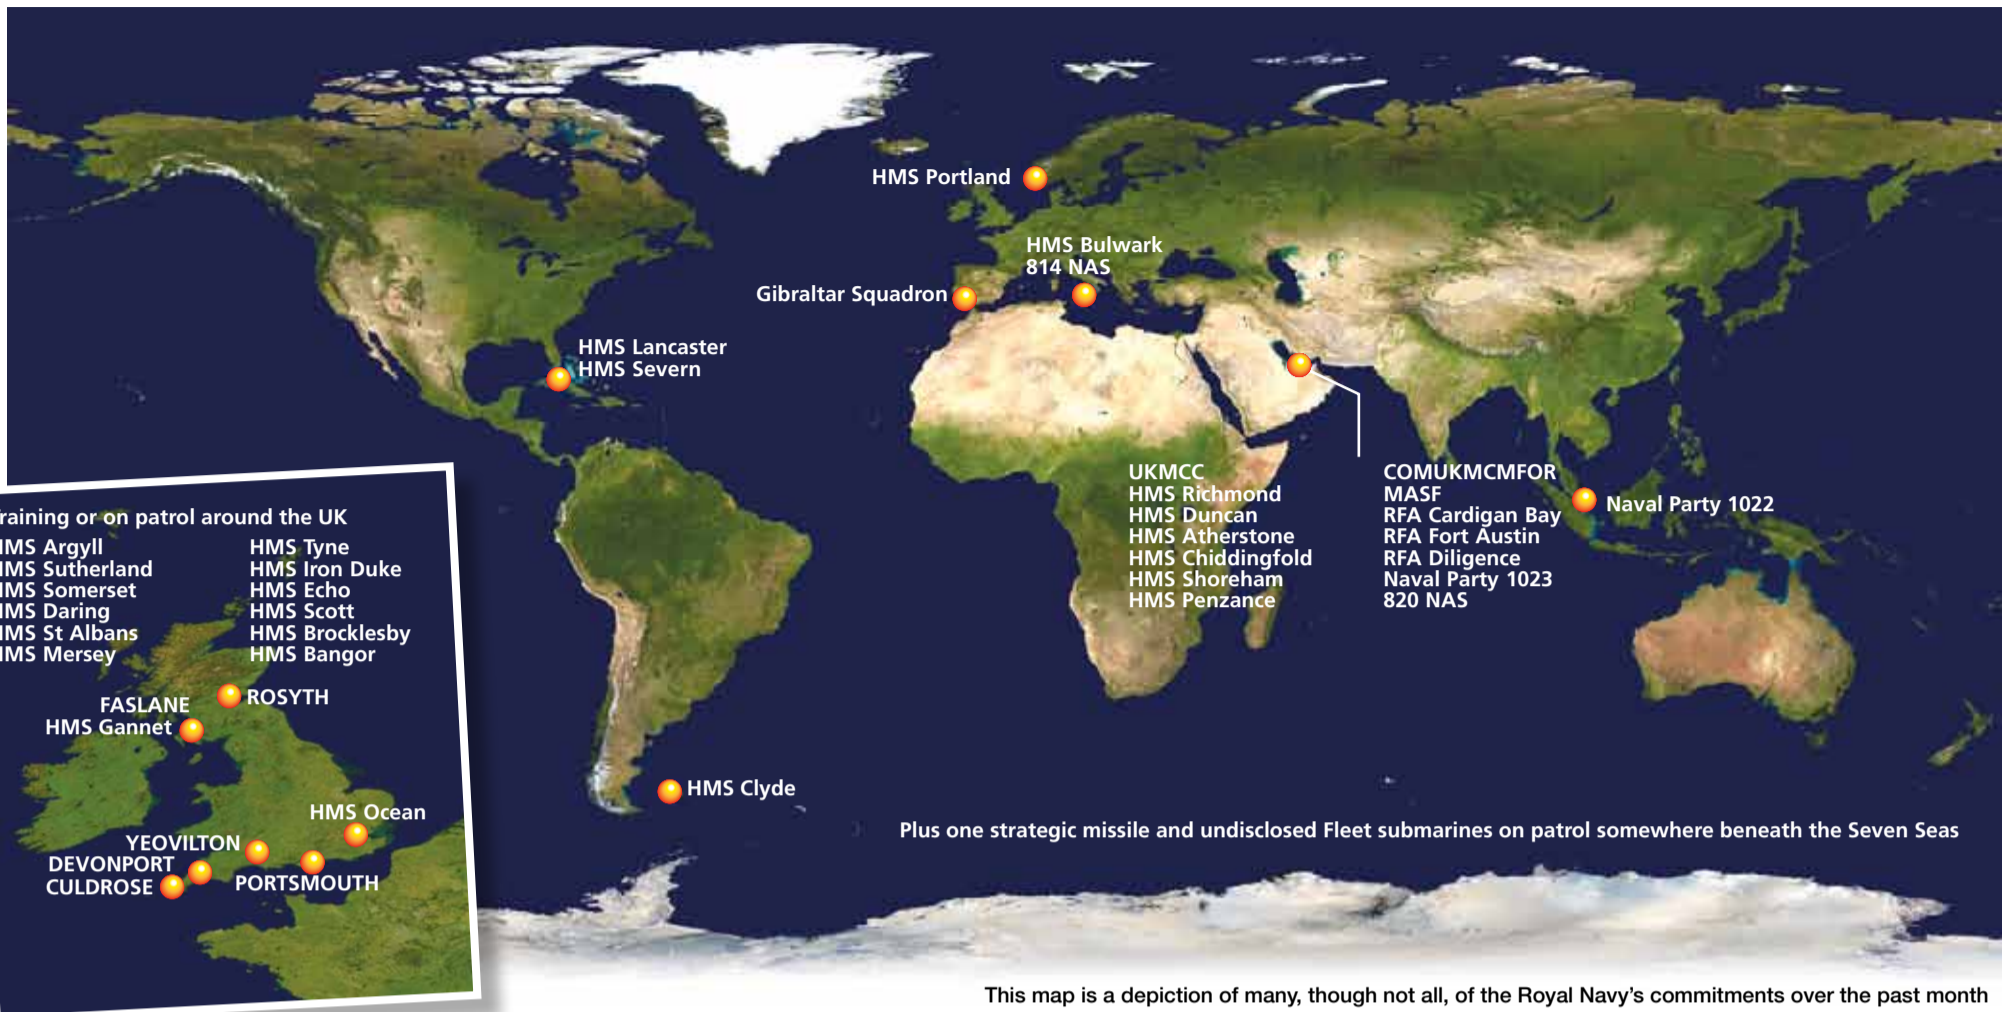 HMS Portland
HMS Bulwark
814 NAS
Gibraltar Squadron
HMS Lancaster
HMS Severn
UKMCC
HMS Richmond
HMS Duncan
HMS Atherstone
HMS Chiddingfold
HMS Shoreham
HMS Penzance
COMUKMCMFOR
MASF
RFA Cardigan Bay
RFA Fort Austin
RFA Diligence
Naval Party 1023
820 NAS
Naval Party 1022
raining or on patrol around the UK
HMS Argyll
HMS Sutherland
HMS Somerset
HMS Daring
HMS St Albans
HMS Mersey
HMS Tyne
HMS Iron Duke
HMS Echo
HMS Scott
HMS Brocklesby
HMS Bangor
ROSYTH
FASLANE
HMS Gannet
HMS Ocean
YEOVILTON
DEVONPORT
CULDROSE
PORTSMOUTH
HMS Clyde
Plus one strategic missile and undisclosed Fleet submarines on patrol somewhere beneath the Seven Seas
This map is a depiction of many, though not all, of the Royal Navy's commitments over the past month